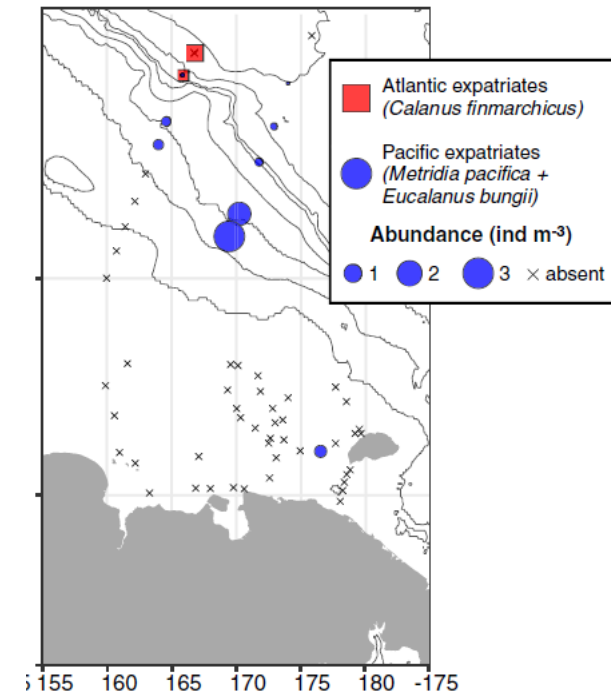 Atlantic expatriates
(Calanus finmarchicus)
Pacific expatriates
(Metridia pacifica +
Eucalanus bungii)
Abundance (ind m⁻³)
1 2 3 × absent
155 160 165 170 175 180 -175